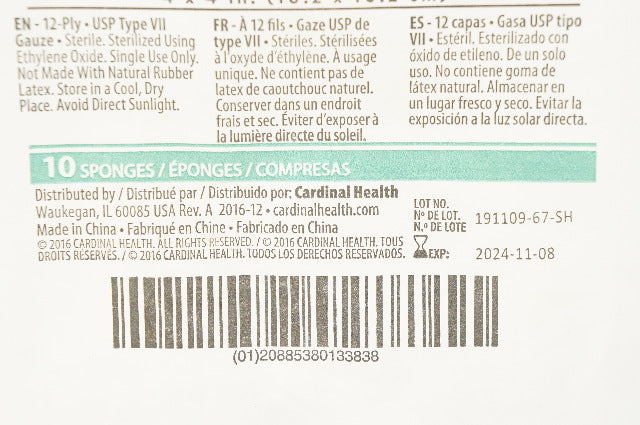 EN - 12-Ply • USP Type VII
Gauze • Sterile. Sterilized Using
Ethylene Oxide. Single Use Only.
Not Made With Natural Rubber
Latex. Store in a Cool, Dry
Place. Avoid Direct Sunlight.
FR - À 12 fils • Gaze USP de
type VII • Stériles. Stérilisées
à l'oxyde d'éthylène. À usage
unique. Ne contient pas de
latex de caoutchouc naturel.
Conserver dans un endroit
frais et sec. Éviter d'exposer à
la lumière directe du soleil.
ES - 12 capas • Gasa USP tipo
VII • Estéril. Esterilizado con
óxido de etileno. De un solo
uso. No contiene goma de
látex natural. Almacenar en
un lugar fresco y seco. Evitar la
exposición a la luz solar directa.
10 SPONGES / ÉPONGES / COMPRESAS
Distributed by / Distribué par / Distribuido por: Cardinal Health
Waukegan, IL 60085 USA Rev. A 2016-12 • cardinalhealth.com
Made in China • Fabriqué en Chine • Fabricado en China
© 2016 CARDINAL HEALTH. ALL RIGHTS RESERVED. / © 2016 CARDINAL HEALTH. TOUS
DROITS RÉSERVÉS. / © 2016 CARDINAL HEALTH. TODOS LOS DERECHOS RESERVADOS.
LOT NO.
Nº DE LOT.
N.º DE LOTE
191109-67-SH
EXP: 2024-11-08
(01)20885380133838